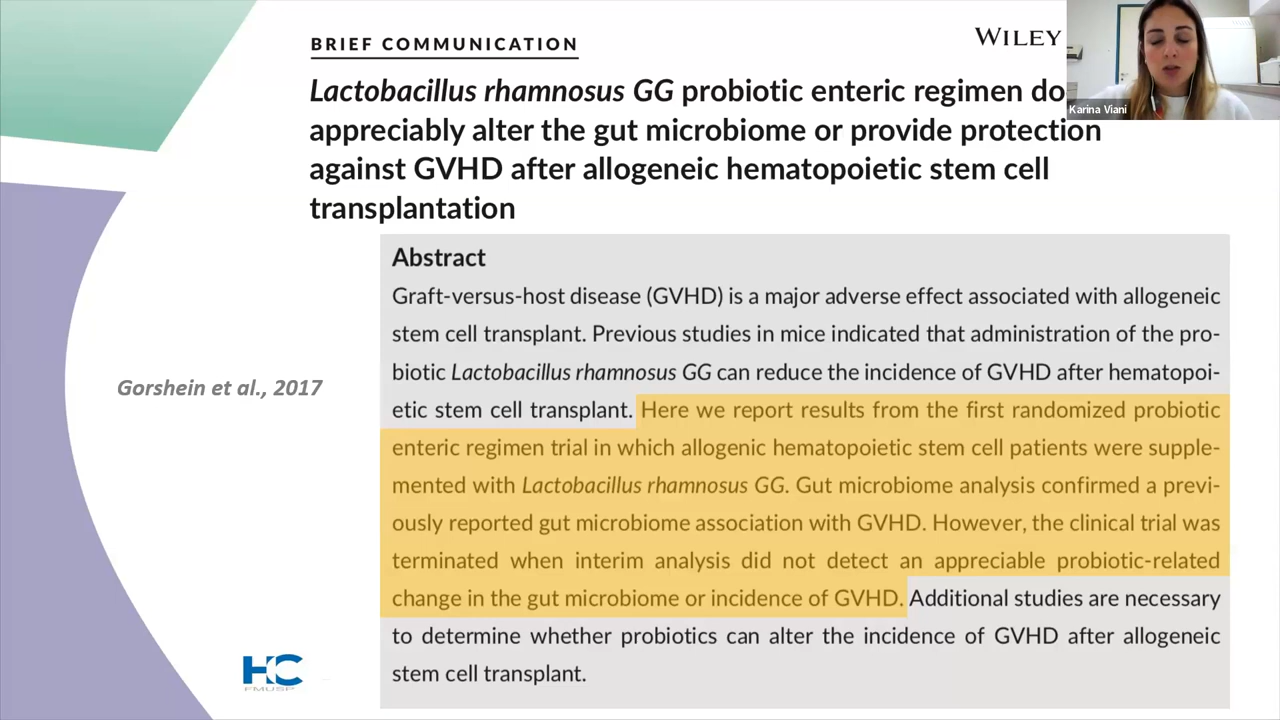 BRIEF COMMUNICATION
WILEY
Karina Viani
Lactobacillus rhamnosus GG probiotic enteric regimen do
appreciably alter the gut microbiome or provide protection
against GVHD after allogeneic hematopoietic stem cell
transplantation
Abstract
Graft-versus-host disease (GVHD) is a major adverse effect associated with allogeneic
stem cell transplant. Previous studies in mice indicated that administration of the pro-
biotic Lactobacillus rhamnosus GG can reduce the incidence of GVHD after hematopoi-
etic stem cell transplant. Here we report results from the first randomized probiotic
enteric regimen trial in which allogenic hematopoietic stem cell patients were supple-
mented with Lactobacillus rhamnosus GG. Gut microbiome analysis confirmed a previ-
ously reported gut microbiome association with GVHD. However, the clinical trial was
terminated when interim analysis did not detect an appreciable probiotic-related
change in the gut microbiome or incidence of GVHD. Additional studies are necessary
to determine whether probiotics can alter the incidence of GVHD after allogeneic
stem cell transplant.
Gorshein et al., 2017
HC
FMUSP